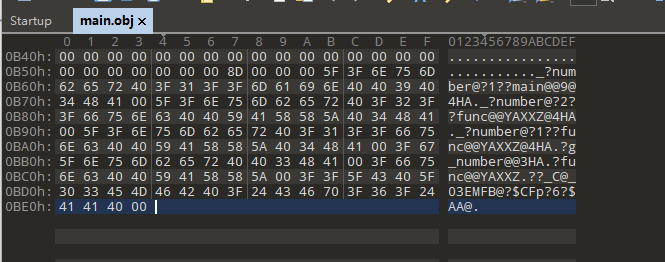 Startup main.obj ×
0 1 2 3 4 5 6 7 8 9 A B C D E F 0123456789ABCDEF
0B40h: 00 00 00 00 00 00 00 00 00 00 00 00 00 00 00 00 ................
0B50h: 00 00 00 00 00 00 00 8D 00 00 00 5F 3F 6E 75 6D ..........._?num
0B60h: 62 65 72 40 3F 31 3F 3F 6D 61 69 6E 40 40 39 40 ber@?1??main@@9@
0B70h: 34 48 41 00 5F 3F 6E 75 6D 62 65 72 40 3F 32 3F 4HA._?number@?2?
0B80h: 3F 66 75 6E 63 40 40 59 41 58 58 5A 40 34 48 41 ?func@@YAXXZ@4HA
0B90h: 00 5F 3F 6E 75 6D 62 65 72 40 3F 31 3F 3F 66 75 ._?number@?1??fu
0BA0h: 6E 63 40 40 59 41 58 58 5A 40 34 48 41 00 3F 67 nc@@YAXXZ@4HA.?g
0BB0h: 5F 6E 75 6D 62 65 72 40 40 33 48 41 00 3F 66 75 _number@@3HA.?fu
0BC0h: 6E 63 40 40 59 41 58 58 5A 00 3F 3F 5F 43 40 5F nc@@YAXXZ.??_C@_
0BD0h: 30 33 45 4D 46 42 40 3F 24 43 46 70 3F 36 3F 24 03EMFB@?$CFp?6?$
0BE0h: 41 41 40 00 AA@.